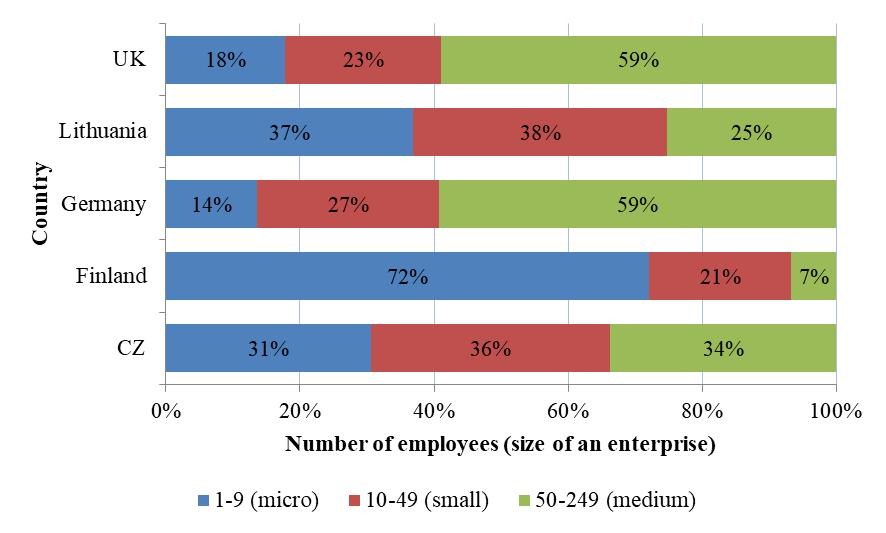 UK
18% 23% 59%
Lithuania
37% 38% 25%
Germany
14% 27% 59%
Finland
72% 21% 7%
CZ
31% 36% 34%
Country
0% 20% 40% 60% 80% 100%
Number of employees (size of an enterprise)
1-9 (micro) 10-49 (small) 50-249 (medium)